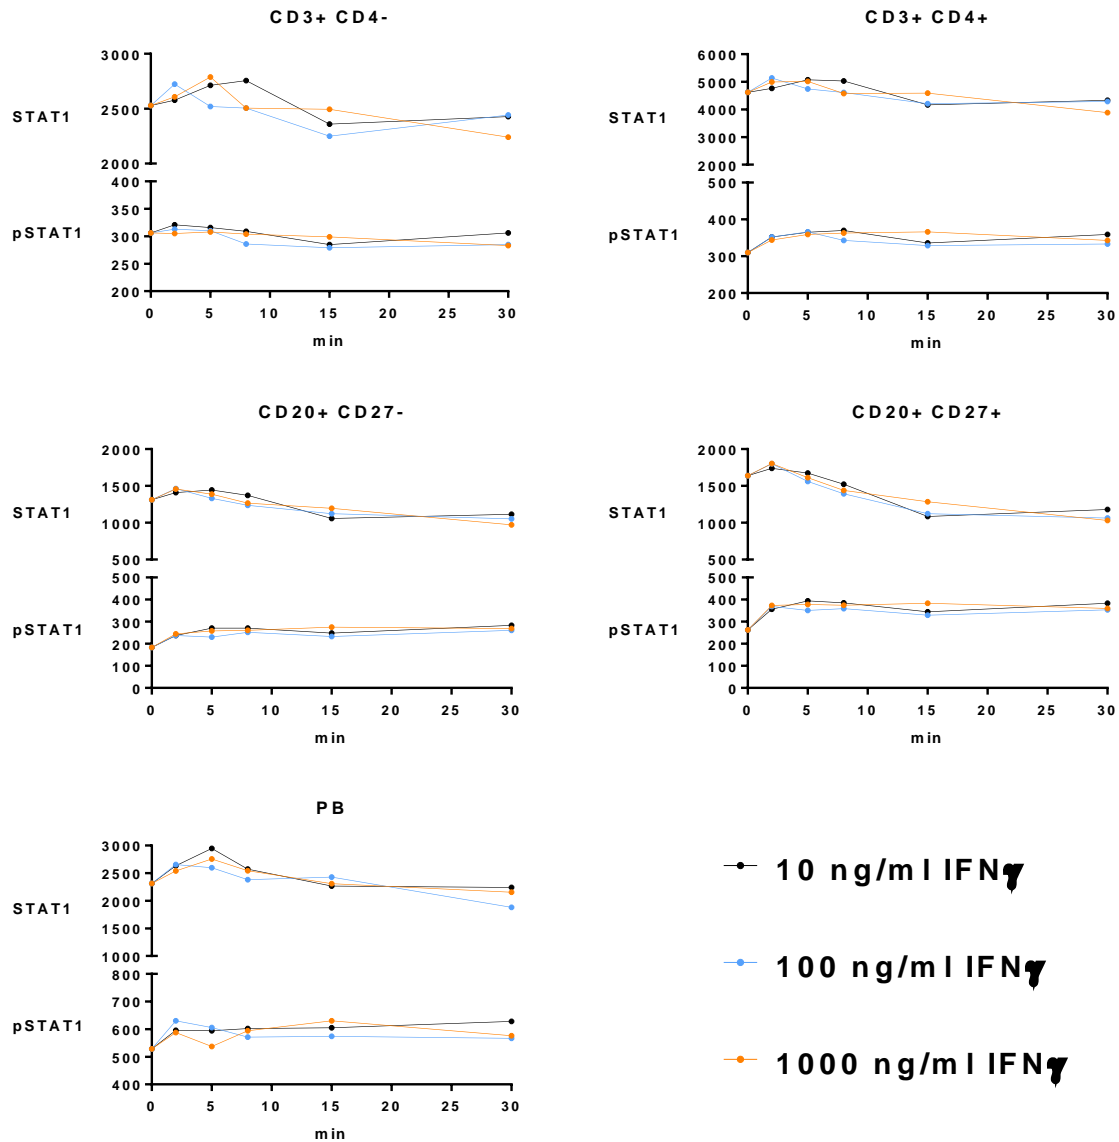 CD3+ CD4-
3000
2500
2000
STAT1
400
350
300
250
200
pSTAT1
0 5 10 15 20 25 30
min
CD3+ CD4+
6000
5000
4000
3000
2000
STAT1
500
400
300
200
pSTAT1
0 5 10 15 20 25 30
min
CD20+ CD27-
2000
1500
1000
500
STAT1
500
400
300
200
100
0
pSTAT1
0 5 10 15 20 25 30
min
CD20+ CD27+
2000
1500
1000
500
STAT1
500
400
300
200
100
0
pSTAT1
0 5 10 15 20 25 30
min
PB
3000
2500
2000
1500
1000
STAT1
800
700
600
500
400
pSTAT1
0 5 10 15 20 25 30
min
10 ng/ml IFNγ
100 ng/ml IFNγ
1000 ng/ml IFNγ